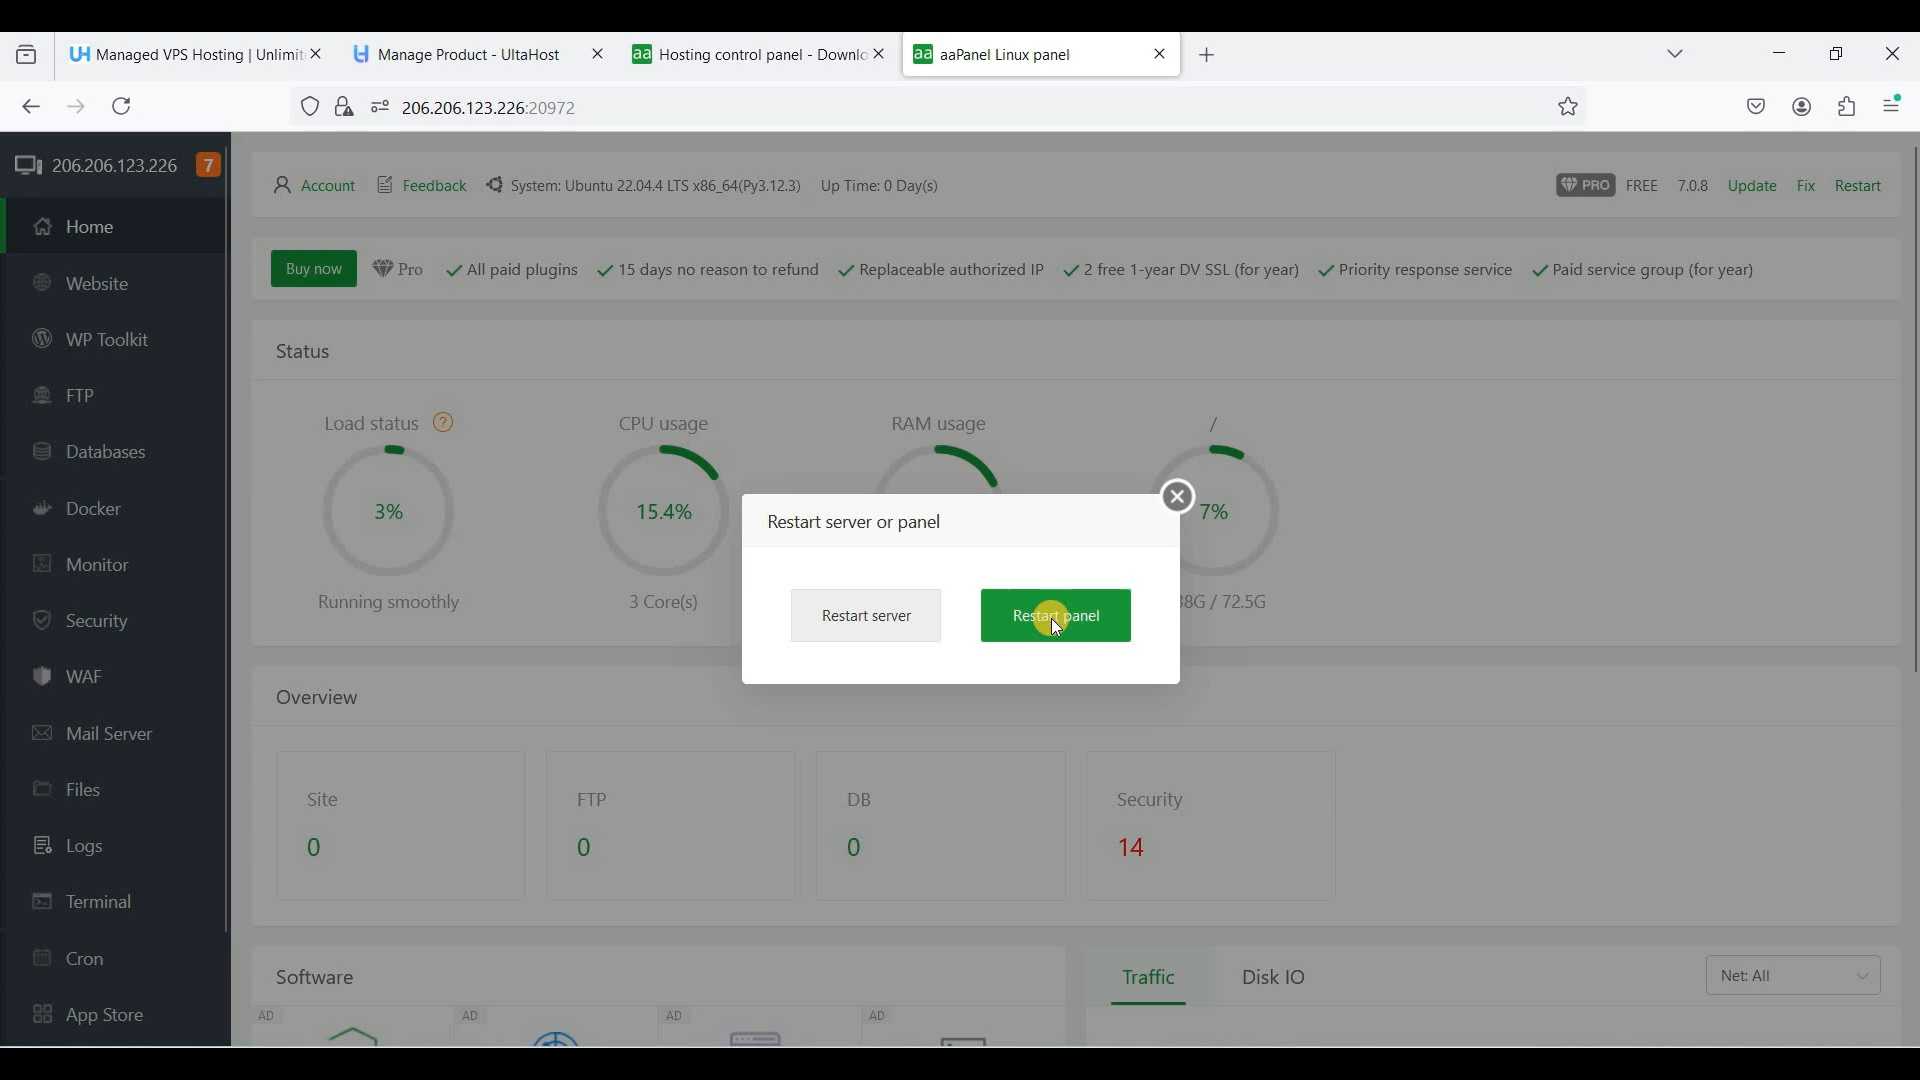 Managed VPS Hosting | Unlimit
Manage Product - UltaHost
aa Hosting control panel - Downlo
aa aaPanel Linux panel
206.206.123.226:20972
206.206.123.226 7
Account Feedback System: Ubuntu 22.04.4 LTS x86_64(Py3.12.3) Up Time: 0 Day(s) PRO FREE 7.0.8 Update Fix Restart
Home
Website
WP Toolkit
FTP
Databases
Docker
Monitor
Security
WAF
Mail Server
Files
Logs
Terminal
Cron
App Store
Buy now Pro All paid plugins 15 days no reason to refund Replaceable authorized IP 2 free 1-year DV SSL (for year) Priority response service Paid service group (for year)
Status
Load status ? CPU usage RAM usage /
3% 15.4% 7%
Running smoothly 3 Core(s) 38G / 72.5G
Restart server or panel
Restart server Restart panel
Overview
Site FTP DB Security
0 0 0 14
Software
AD AD AD AD
Traffic Disk IO Net: All